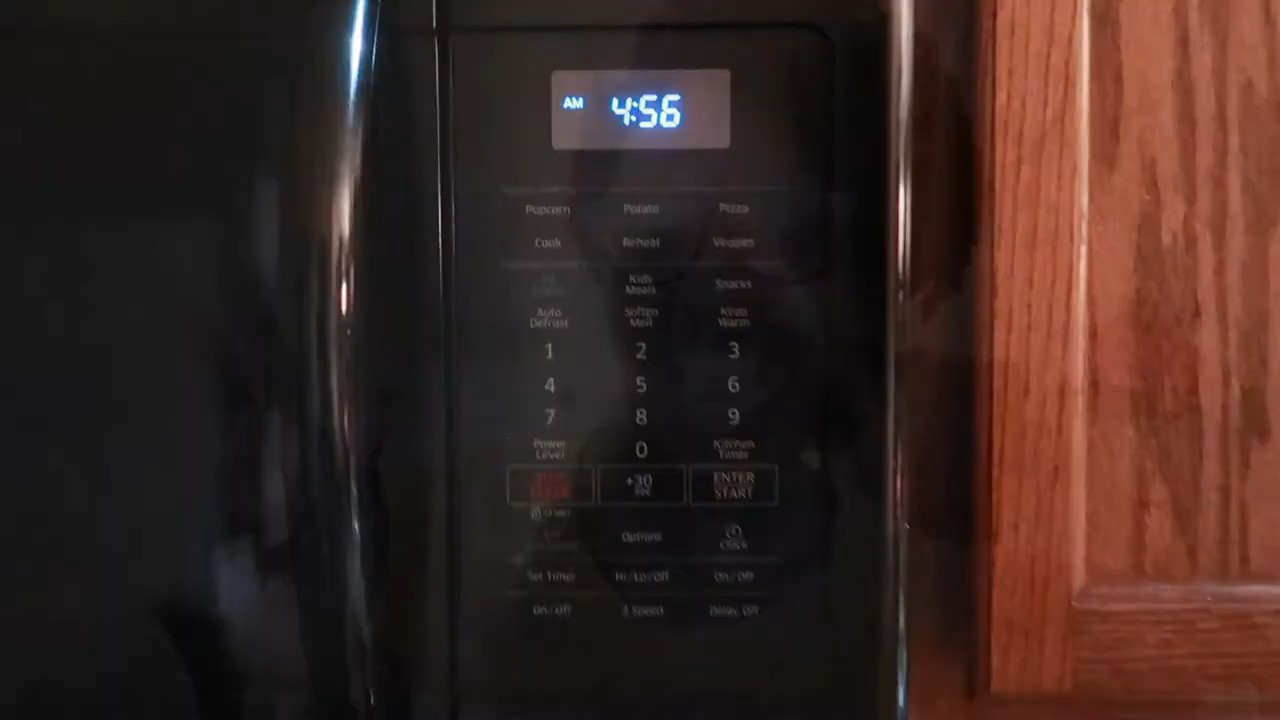 AM 4:56
Popcorn Potato Pizza
Cook Reheat Veggies
Kids Meals Snacks
Auto Defrost Soften Melt Keep Warm
1 2 3
4 5 6
7 8 9
Power Level 0 Kitchen Timer
+30 sec ENTER START
Options Clock
Set Timer Hi/Lo/Off On/Off
On/Off 3 Speed Delay Off